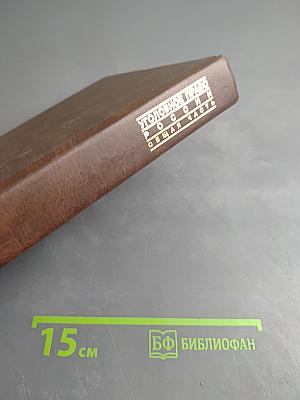 УГОЛОВНОЕ ПРАВО
РОССИИ
ОБЩАЯ ЧАСТЬ
15 см
БФ БИБЛИОФАН